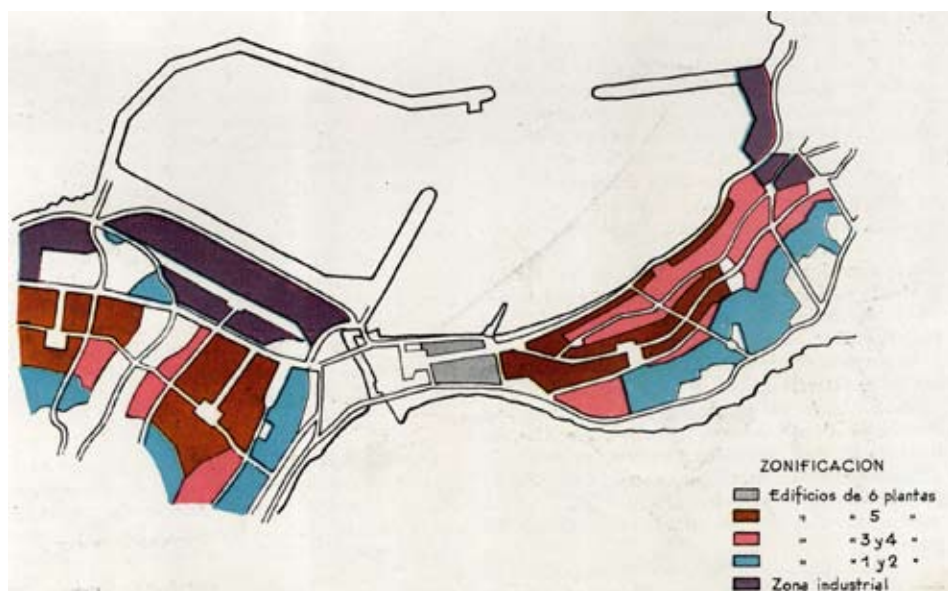 ZONIFICACION
Edificios de 6 plantas
" " 5 "
" " 3 y 4 "
" " 1 y 2 "
Zona industrial